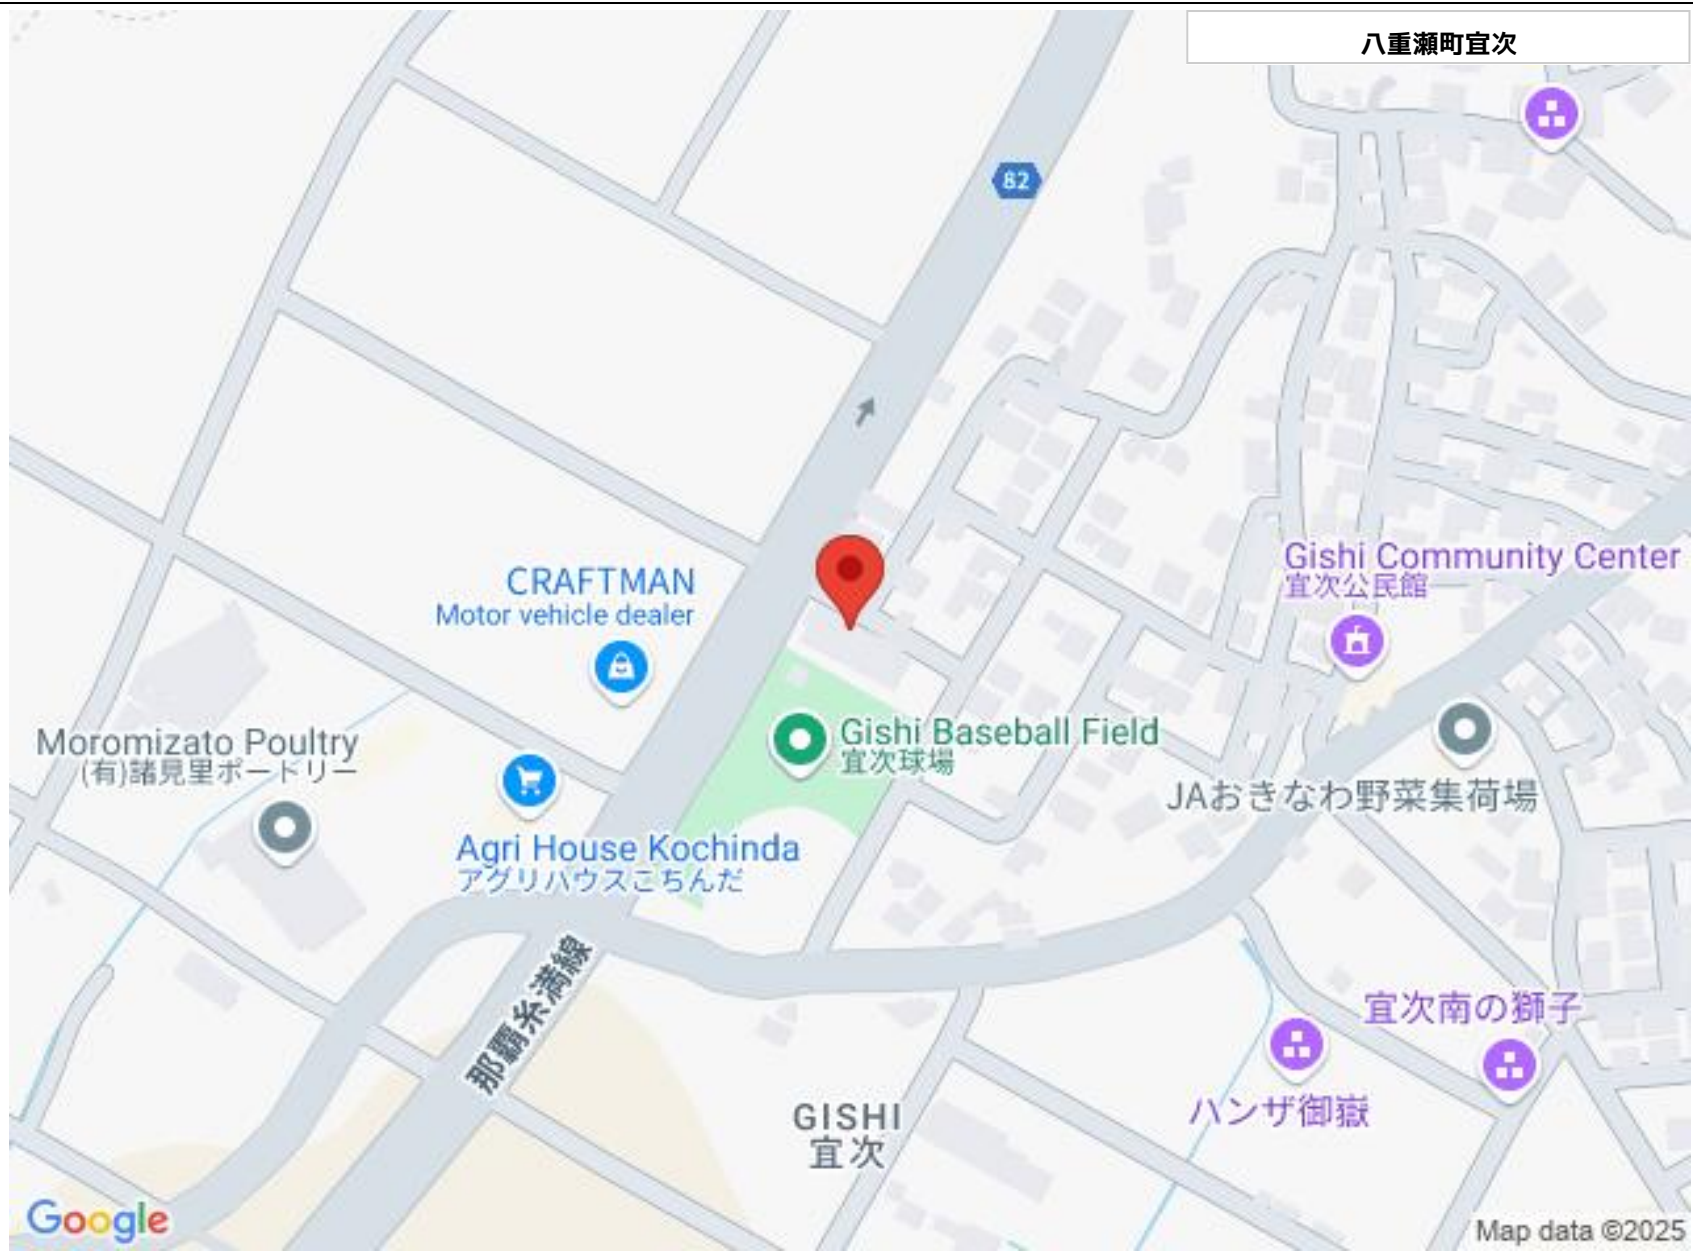 八重瀬町宜次
82
CRAFTMAN
Motor vehicle dealer
Gishi Community Center
宜次公民館
Moromizato Poultry
(有)諸見里ポートリー
Gishi Baseball Field
宜次球場
JAおきなわ野菜集荷場
Agri House Kochinda
アグリハウスこちんだ
那覇糸満線
宜次南の獅子
ハンザ御嶽
GISHI
宜次
Google
Map data ©2025